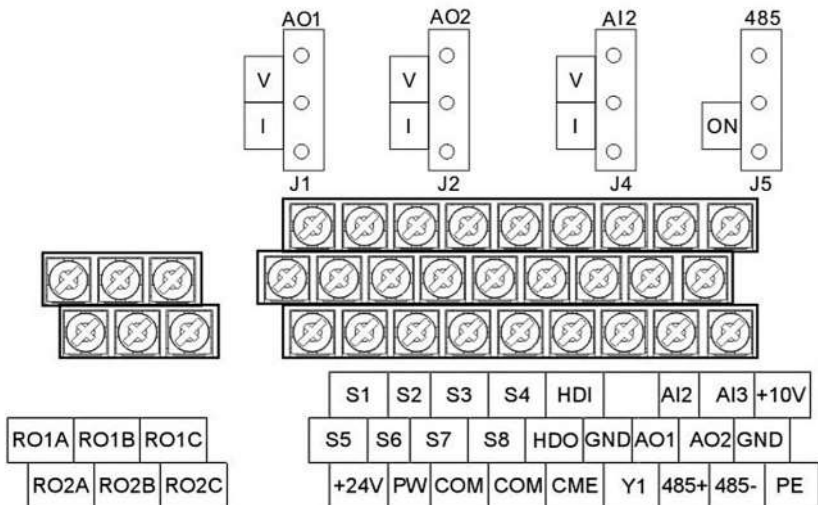 AO1 AO2 AI2 485
V V V
I I I ON
J1 J2 J4 J5
S1 S2 S3 S4 HDI AI2 AI3 +10V
RO1A RO1B RO1C S5 S6 S7 S8 HDO GND AO1 AO2 GND
RO2A RO2B RO2C +24V PW COM COM CME Y1 485+ 485- PE